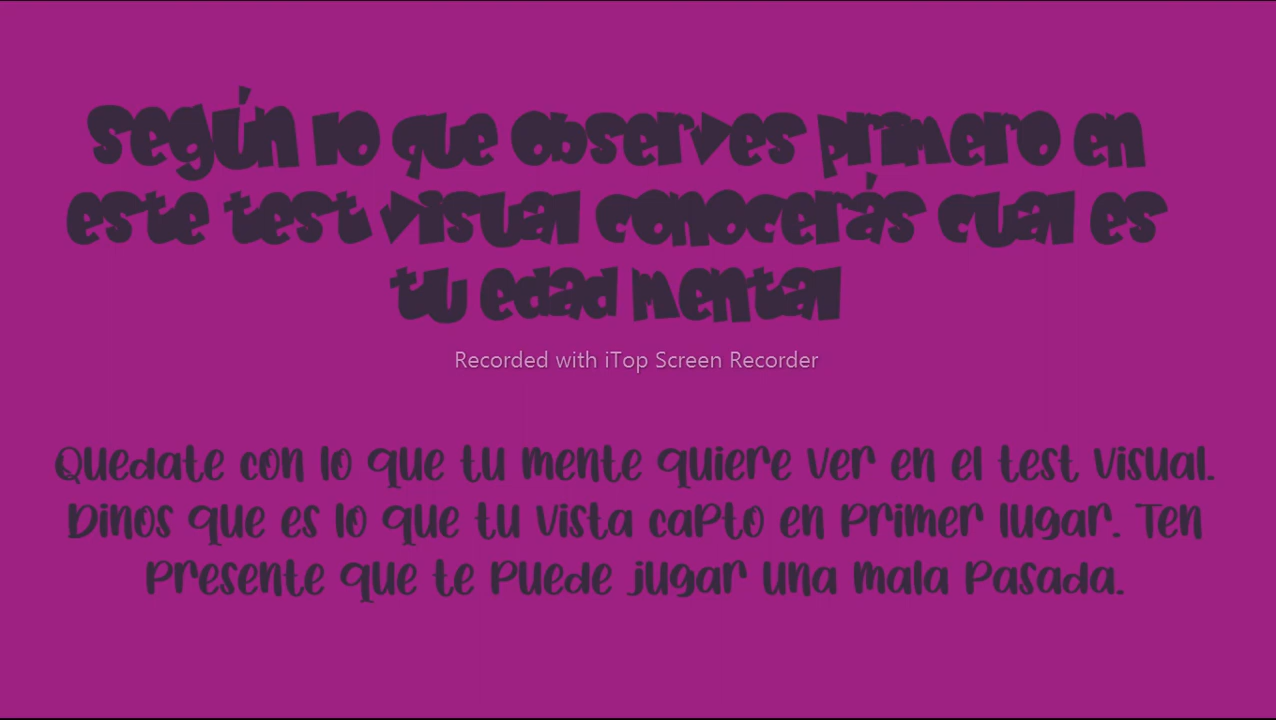 Según lo que observes primero en
este test visual conocerás cual es
tu edad mental
Recorded with iTop Screen Recorder
Quedate con lo que tu mente quiere ver en el test visual.
Dinos que es lo que tu vista capto en primer lugar. Ten
presente que te puede jugar una mala pasada.